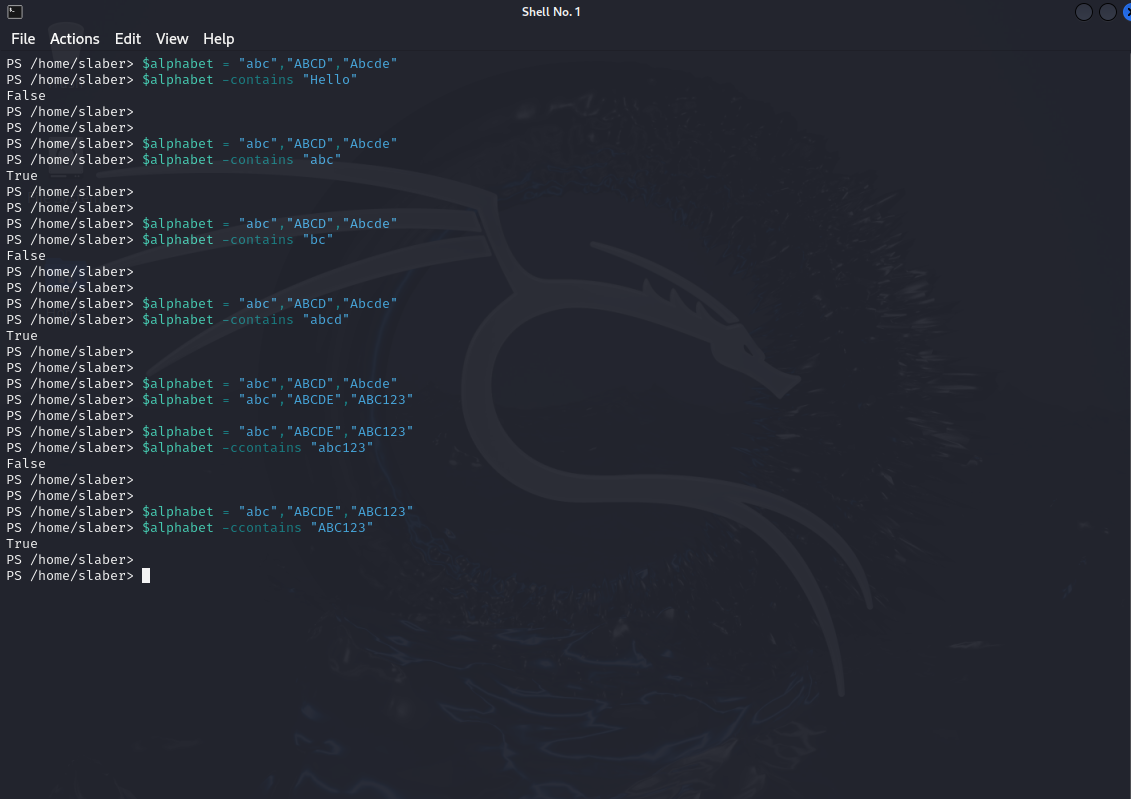 Shell No. 1
File Actions Edit View Help
PS /home/slaber> $alphabet = "abc","ABCD","Abcde"
PS /home/slaber> $alphabet -contains "Hello"
False
PS /home/slaber>
PS /home/slaber>
PS /home/slaber> $alphabet = "abc","ABCD","Abcde"
PS /home/slaber> $alphabet -contains "abc"
True
PS /home/slaber>
PS /home/slaber>
PS /home/slaber> $alphabet = "abc","ABCD","Abcde"
PS /home/slaber> $alphabet -contains "bc"
False
PS /home/slaber>
PS /home/slaber>
PS /home/slaber> $alphabet = "abc","ABCD","Abcde"
PS /home/slaber> $alphabet -contains "abcd"
True
PS /home/slaber>
PS /home/slaber>
PS /home/slaber> $alphabet = "abc","ABCD","Abcde"
PS /home/slaber> $alphabet = "abc","ABCDE","ABC123"
PS /home/slaber>
PS /home/slaber> $alphabet = "abc","ABCDE","ABC123"
PS /home/slaber> $alphabet -ccontains "abc123"
False
PS /home/slaber>
PS /home/slaber>
PS /home/slaber> $alphabet = "abc","ABCDE","ABC123"
PS /home/slaber> $alphabet -ccontains "ABC123"
True
PS /home/slaber>
PS /home/slaber>